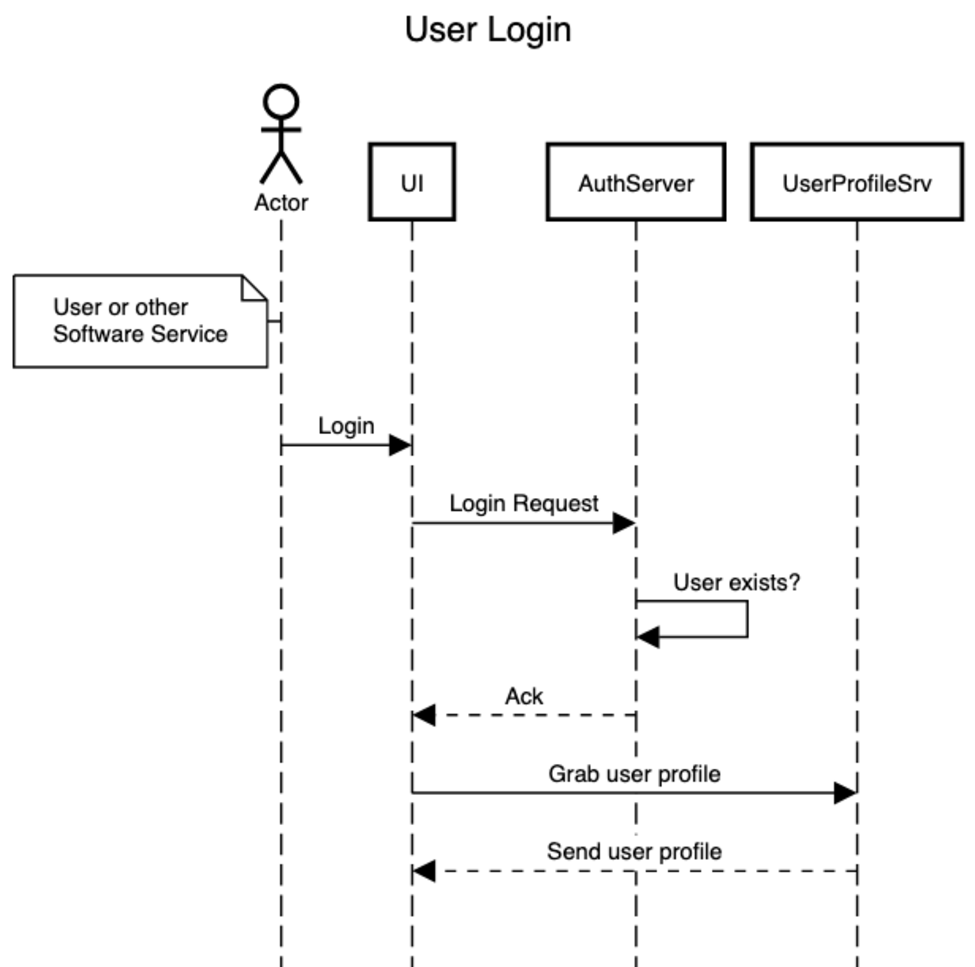 User Login
Actor
UI
AuthServer
UserProfileSrv
User or other
Software Service
Login
Login Request
User exists?
Ack
Grab user profile
Send user profile